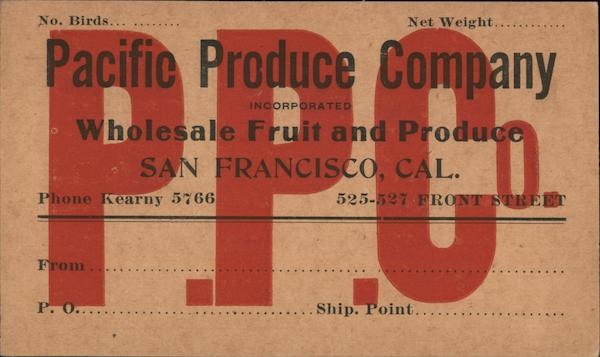 No. Birds... ........ Net Weight............
Pacific Produce Company
INCORPORATED
Wholesale Fruit and Produce
SAN FRANCISCO, CAL.
Phone Kearny 5766 525-527 FRONT STREET
P.P.Co.
From
P. O. Ship. Point